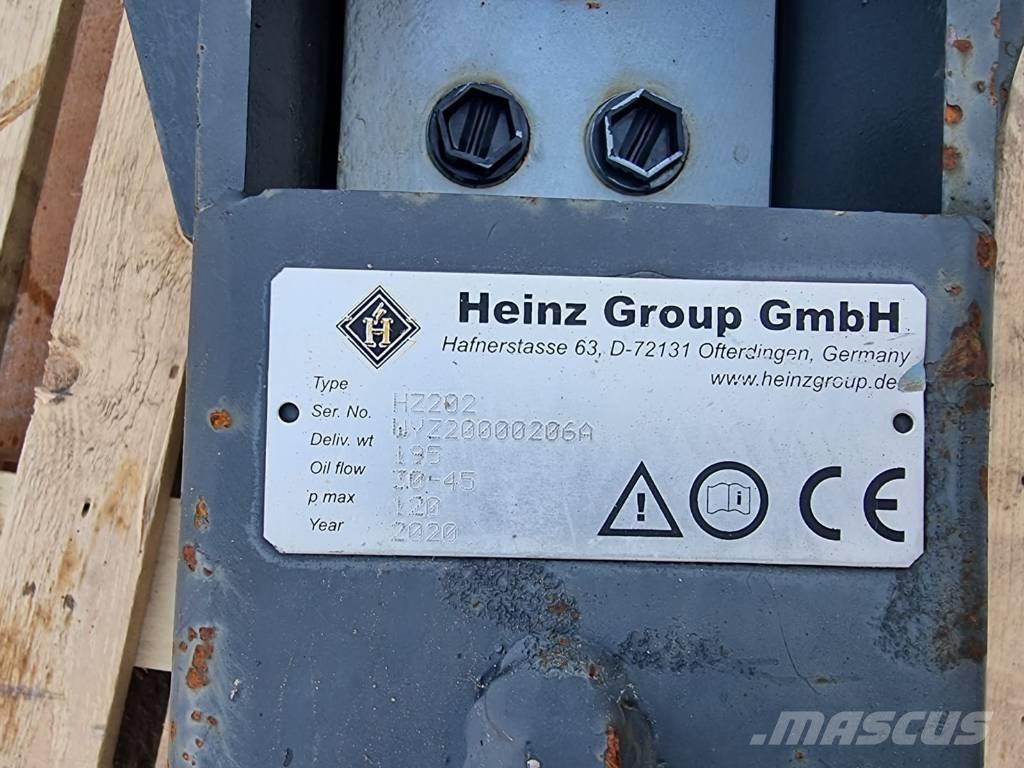 Heinz Group GmbH
Hafnerstasse 63, D-72131 Ofterdingen, Germany
www.heinzgroup.de
H
Type HZ202
Ser. No. WYZ20000206A
Deliv. wt 195
Oil flow 30-45
p max 120
Year 2020
! i CE
MASCUS